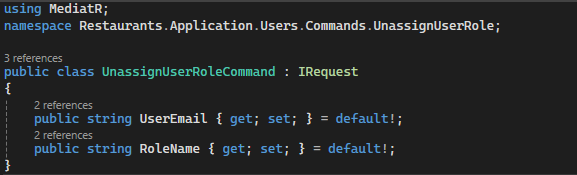 using MediatR;
namespace Restaurants.Application.Users.Commands.UnassignUserRole;
3 references
public class UnassignUserRoleCommand : IRequest
{
2 references
public string UserEmail { get; set; } = default!;
2 references
public string RoleName { get; set; } = default!;
}